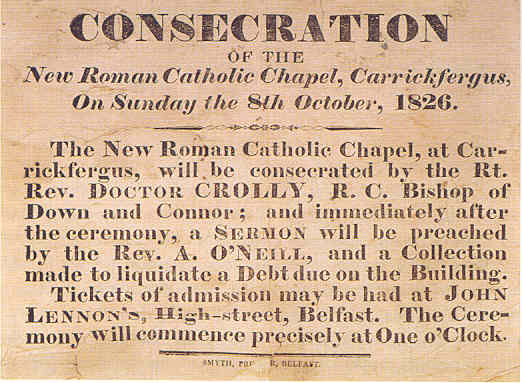 CONSECRATION
OF THE
New Roman Catholic Chapel, Carrickfergus,
On Sunday the 8th October, 1826.
The New Roman Catholic Chapel, at Car-
rickfergus, will be consecrated by the Rt.
Rev. DOCTOR CROLLY, R. C. Bishop of
Down and Connor; and immediately after
the ceremony, a SERMON will be preached
by the Rev. A. O'NEILL, and a Collection
made to liquidate a Debt due on the Building.
Tickets of admission may be had at JOHN
LENNON'S, High-street, Belfast. The Cere-
mony will commence precisely at One o'Clock.
SMYTH, BELFAST.